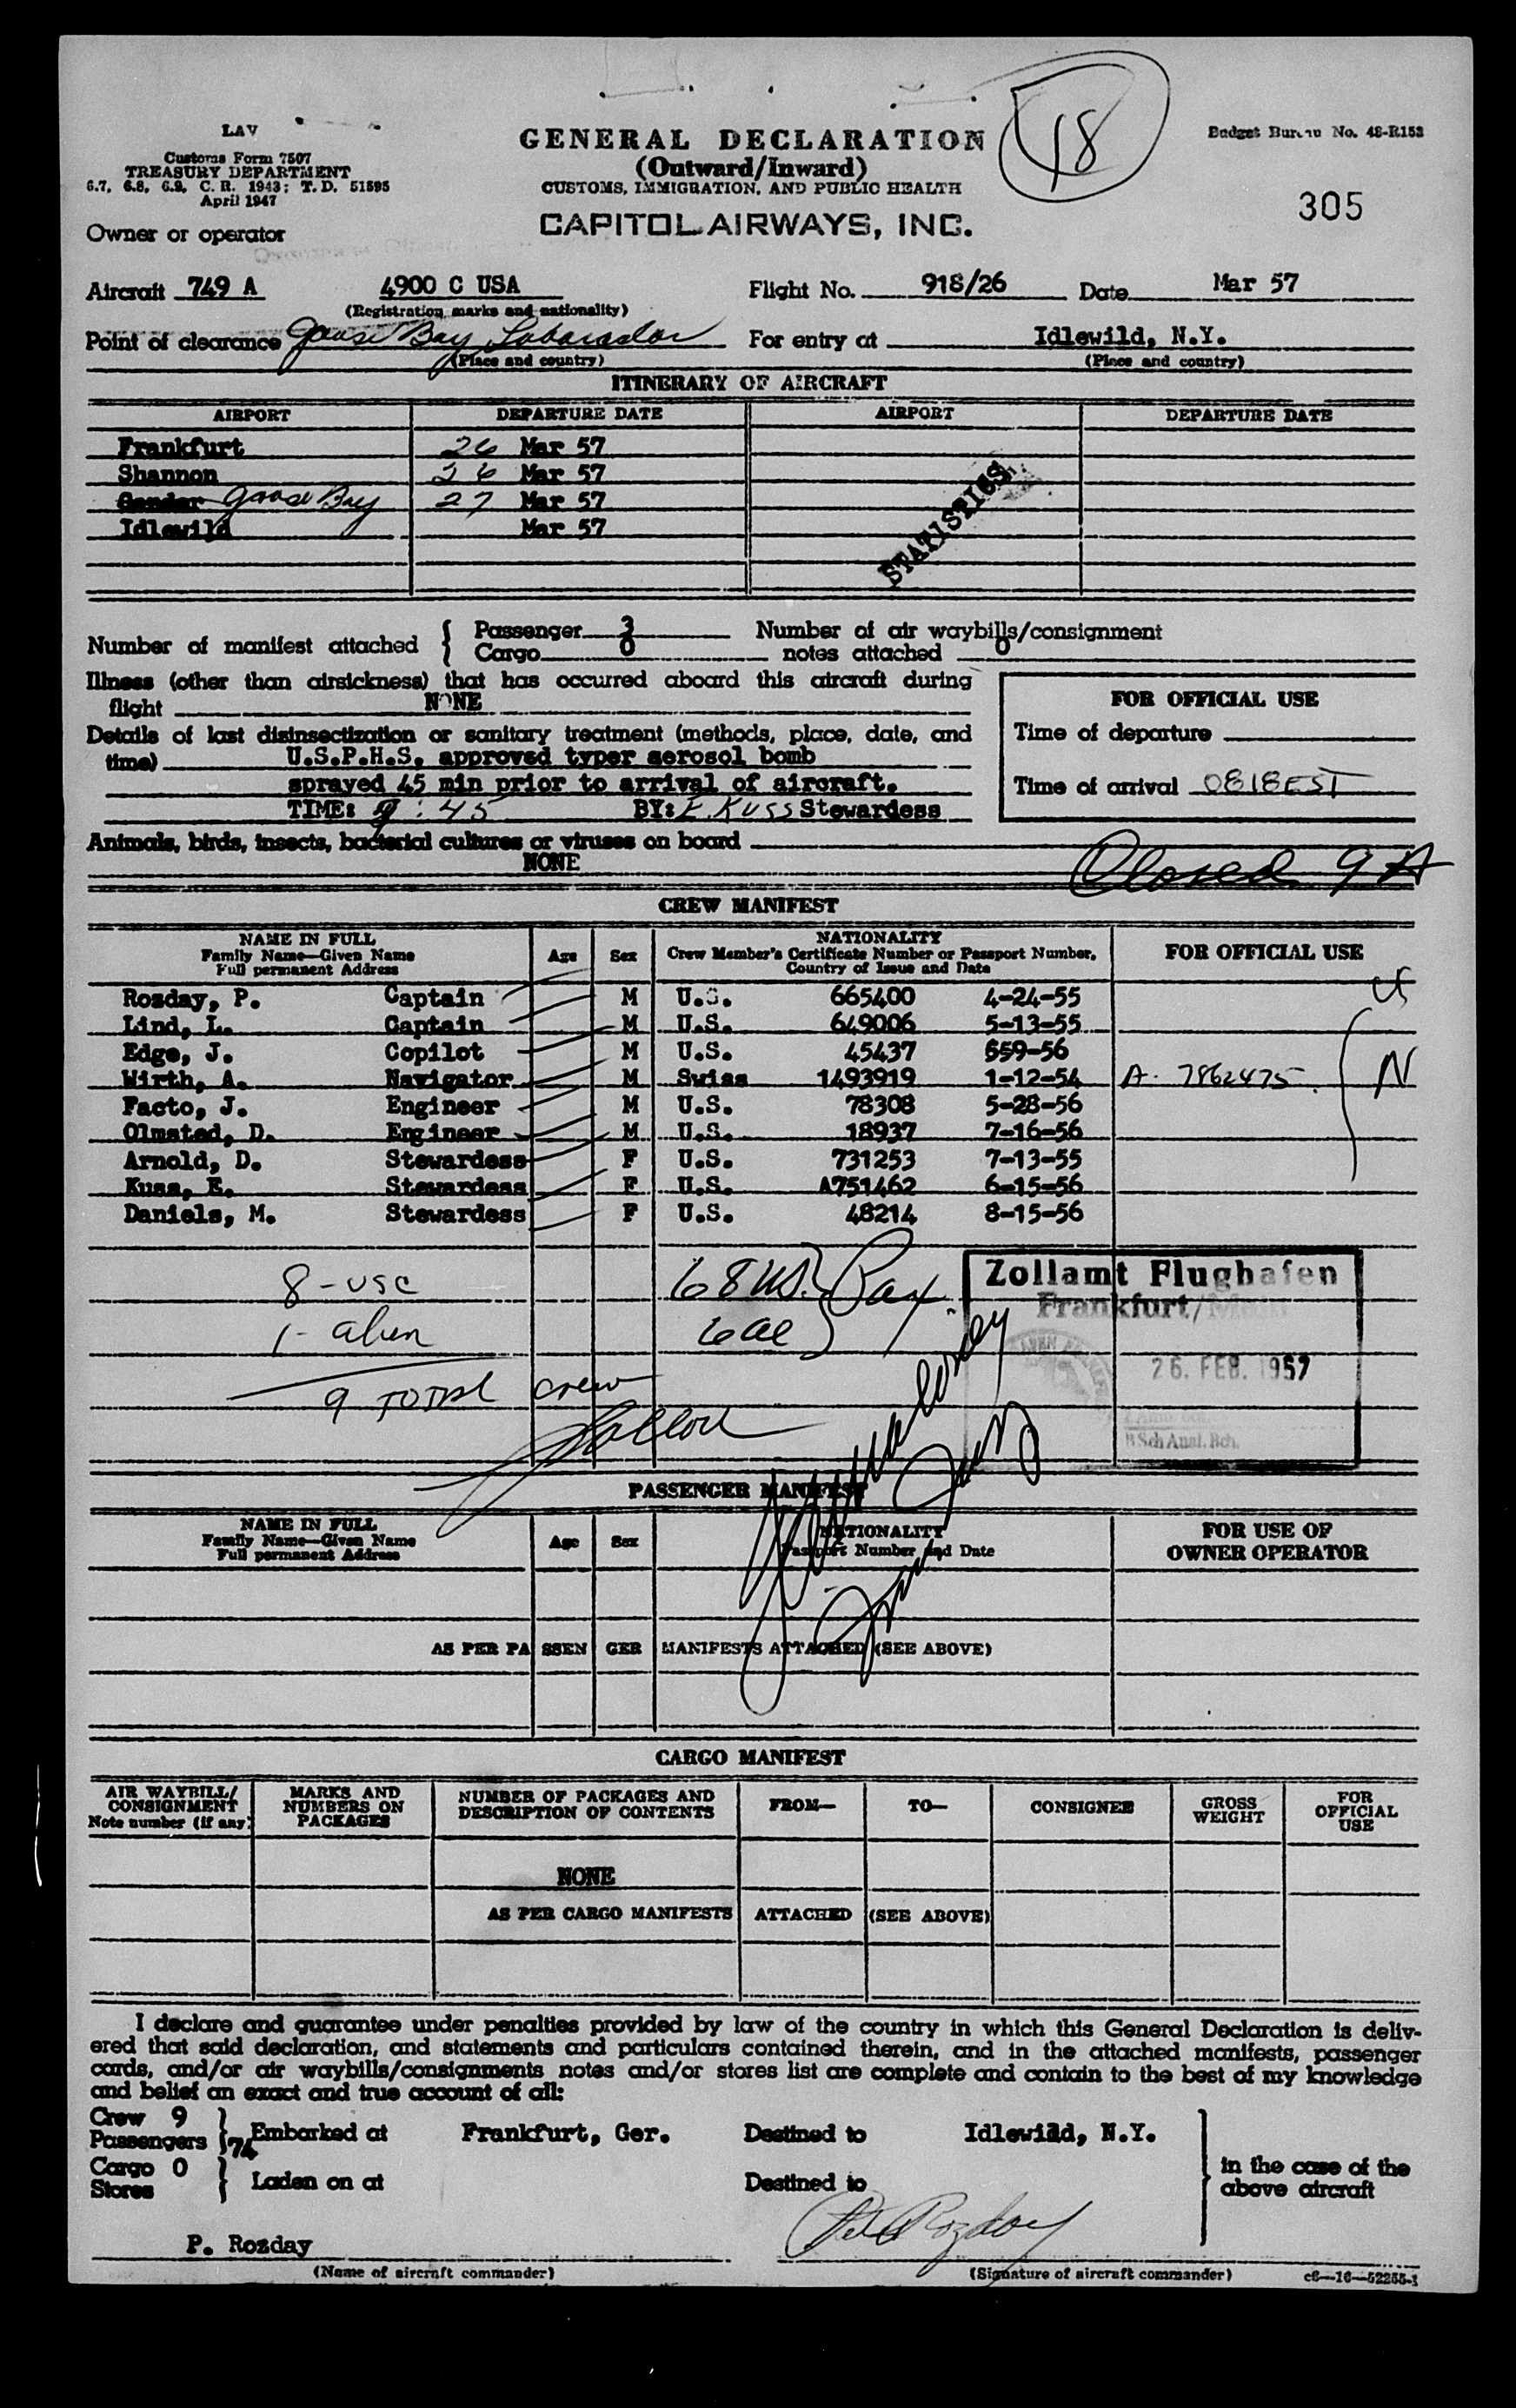 LAV
Customs Form 7507
TREASURY DEPARTMENT
6.7, 6.8, 6.9, C. R. 1943; T. D. 51595
April 1947
GENERAL DECLARATION
(Outward/Inward)
CUSTOMS, IMMIGRATION, AND PUBLIC HEALTH
CAPITOL AIRWAYS, INC.
18
Budget Bureau No. 48-R153
305
Owner or operator
Aircraft 749 A 4900 C USA Flight No. 918/26 Date Mar 57
(Registration marks and nationality)
Point of clearance Goose Bay Labarador For entry at Idlewild, N.Y.
(Place and country) (Place and country)
ITINERARY OF AIRCRAFT
AIRPORT DEPARTURE DATE AIRPORT DEPARTURE DATE
Frankfurt 26 Mar 57
Shannon 26 Mar 57
Gander Goose Bay 27 Mar 57
Idlewild Mar 57
STATISTICS
Number of manifest attached { Passenger 3 Number of air waybills/consignment
Cargo 0 notes attached 0
Illness (other than airsickness) that has occurred aboard this aircraft during
flight NONE
Details of last disinsectization or sanitary treatment (methods, place, date, and
time) U.S.P.H.S. approved typer aerosol bomb
sprayed 45 min prior to arrival of aircraft.
TIME: 9:45 BY: E. KUSS Stewardess
FOR OFFICIAL USE
Time of departure
Time of arrival 0818EST
Animals, birds, insects, bacterial cultures or viruses on board
NONE
Closed 9 A
CREW MANIFEST
NAME IN FULL
Family Name—Given Name
Full permanent Address
Age
Sex
NATIONALITY
Crew Member's Certificate Number or Passport Number,
Country of Issue and Date
FOR OFFICIAL USE
Rozday, P. Captain M U.S. 665400 4-24-55
Lind, L. Captain M U.S. 649006 5-13-55
Edge, J. Copilot M U.S. 45437 559-56
Wirth, A. Navigator M Swiss 1493919 1-12-54 A- 7862475 N
Facto, J. Engineer M U.S. 78308 5-28-56
Olmsted, D. Engineer M U.S. 18937 7-16-56
Arnold, D. Stewardess F U.S. 731253 7-13-55
Kuss, E. Stewardess F U.S. A751462 6-15-56
Daniels, M. Stewardess F U.S. 48214 8-15-56
8 - USC
1 - alien
9 TOTAL crew
68 US } Pax
6 al
Zollamt Flughafen
Frankfurt/Main
26. FEB. 1957
PASSENGER MANIFEST
NAME IN FULL
Family Name—Given Name
Full permanent Address
Age
Sex
NATIONALITY
Passport Number and Date
FOR USE OF
OWNER OPERATOR
AS PER PASSENGER MANIFESTS ATTACHED (SEE ABOVE)
CARGO MANIFEST
AIR WAYBILL/
CONSIGNMENT
Note number (if any)
MARKS AND
NUMBERS ON
PACKAGES
NUMBER OF PACKAGES AND
DESCRIPTION OF CONTENTS
FROM—
TO—
CONSIGNEE
GROSS
WEIGHT
FOR
OFFICIAL
USE
NONE
AS PER CARGO MANIFESTS ATTACHED (SEE ABOVE)
I declare and guarantee under penalties provided by law of the country in which this General Declaration is deliv-
ered that said declaration, and statements and particulars contained therein, and in the attached manifests, passenger
cards, and/or air waybills/consignments notes and/or stores list are complete and contain to the best of my knowledge
and belief an exact and true account of all:
Crew 9
Passengers } 74 Embarked at Frankfurt, Ger. Destined to Idlewild, N.Y.
Cargo 0
Stores } Laden on at Destined to
in the case of the
above aircraft
P. Rozday
Pete Rozday
(Name of aircraft commander) (Signature of aircraft commander) c6—16—52255-1